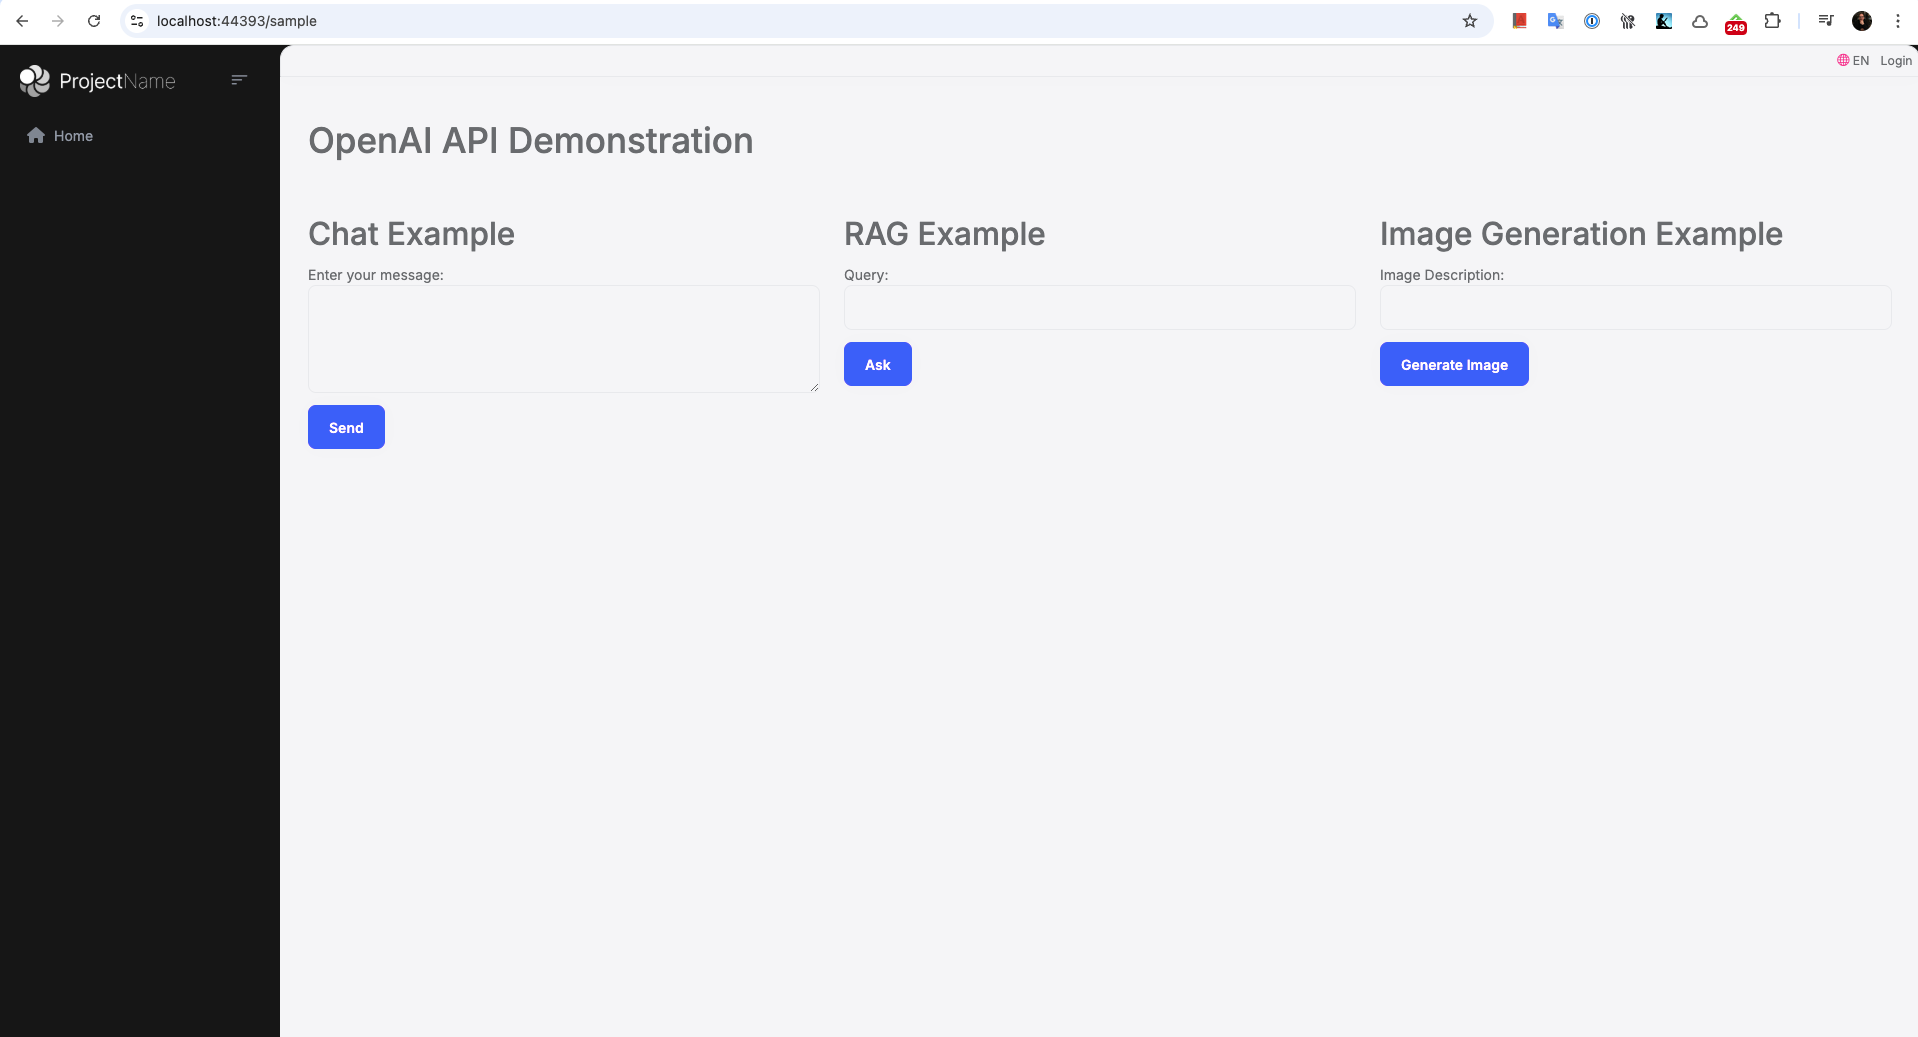 localhost:44393/sample
249
ProjectName
EN Login
Home
OpenAI API Demonstration
Chat Example
Enter your message:
Send
RAG Example
Query:
Ask
Image Generation Example
Image Description:
Generate Image